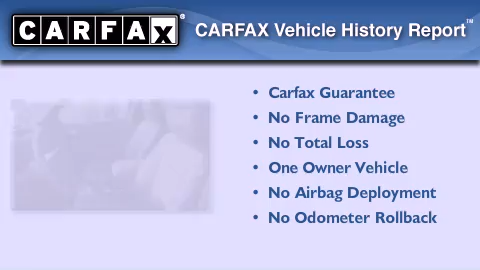 CARFAX® CARFAX Vehicle History Report™
• Carfax Guarantee
• No Frame Damage
• No Total Loss
• One Owner Vehicle
• No Airbag Deployment
• No Odometer Rollback